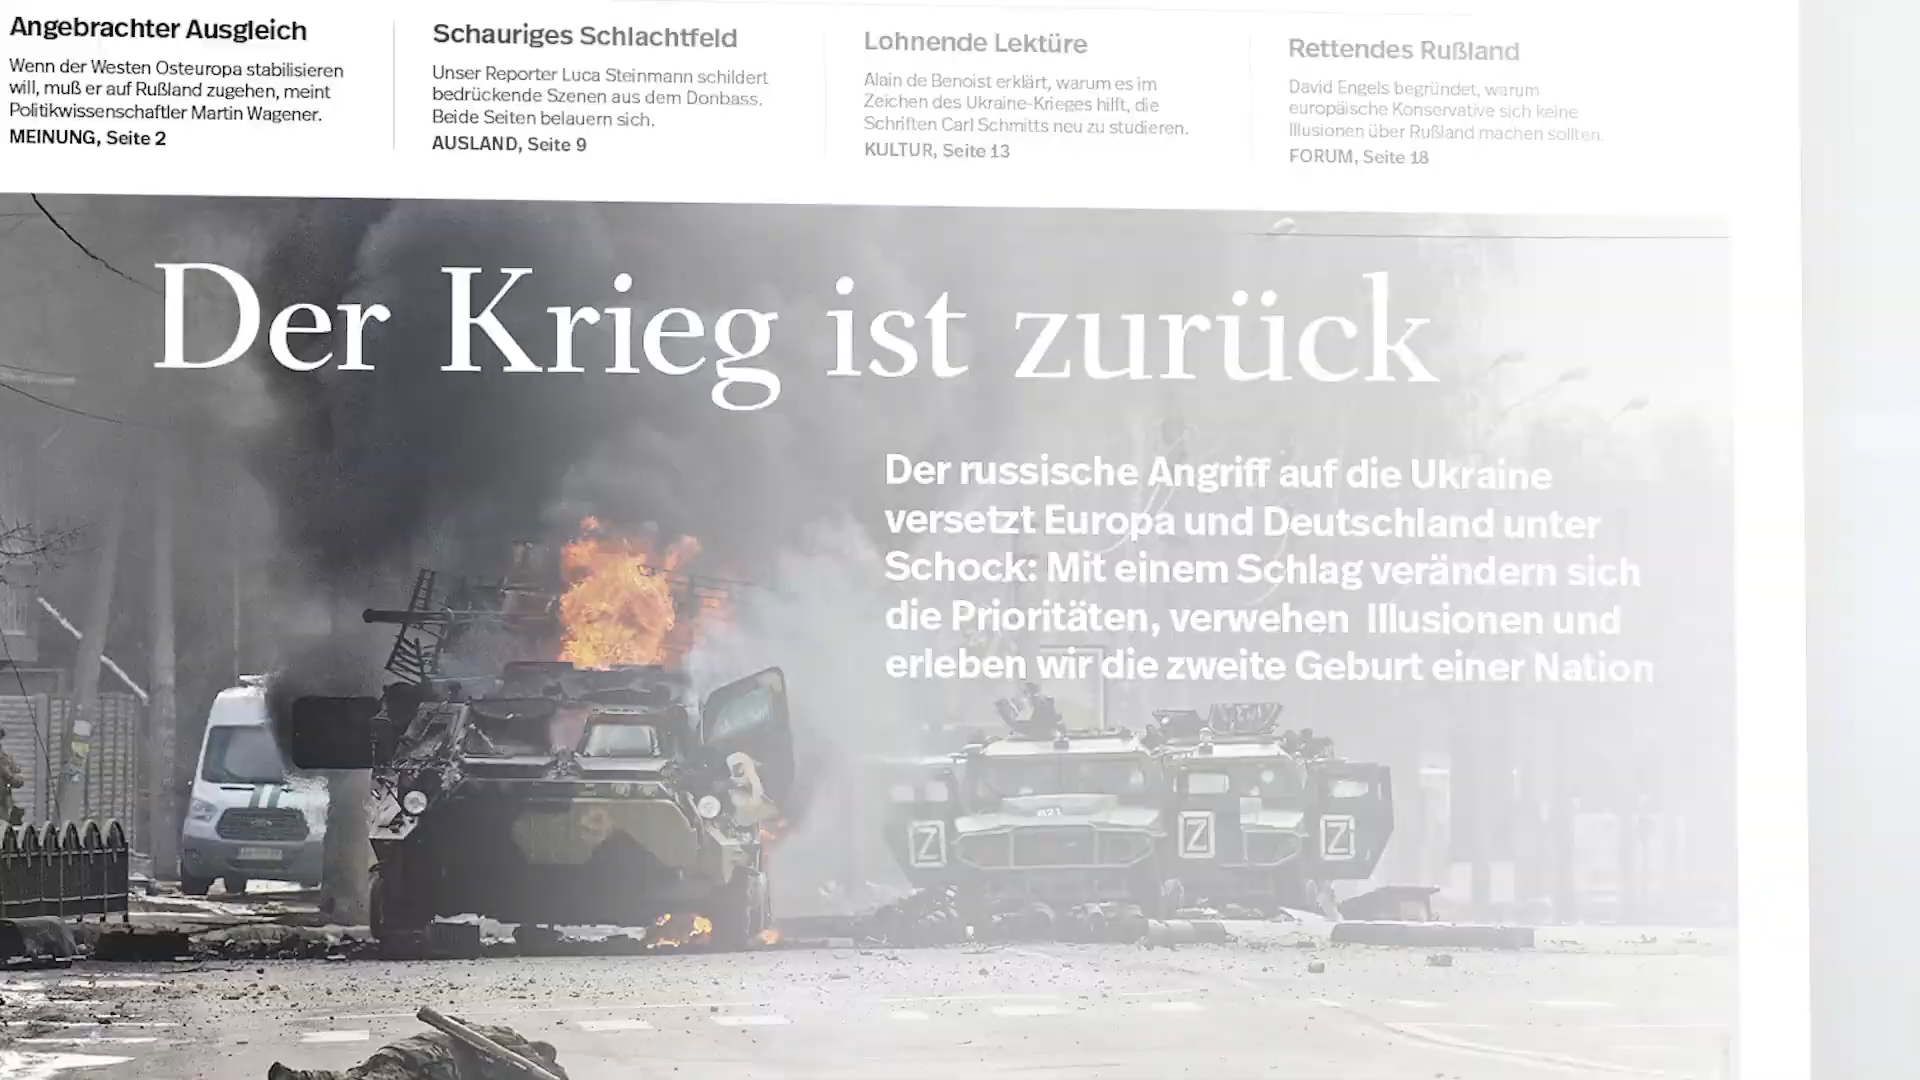 Angebrachter Ausgleich
Wenn der Westen Osteuropa stabilisieren
will, muß er auf Rußland zugehen, meint
Politikwissenschaftler Martin Wagener.
MEINUNG, Seite 2
Schauriges Schlachtfeld
Unser Reporter Luca Steinmann schildert
bedrückende Szenen aus dem Donbass.
Beide Seiten belauern sich.
AUSLAND, Seite 9
Lohnende Lektüre
Alain de Benoist erklärt, warum es im
Zeichen des Ukraine-Krieges hilft, die
Schriften Carl Schmitts neu zu studieren.
KULTUR, Seite 13
Rettendes Rußland
David Engels begründet, warum
europäische Konservative sich keine
Illusionen über Rußland machen sollten.
FORUM, Seite 18
Der Krieg ist zurück
Der russische Angriff auf die Ukraine
versetzt Europa und Deutschland unter
Schock: Mit einem Schlag verändern sich
die Prioritäten, verwehen Illusionen und
erleben wir die zweite Geburt einer Nation
Z
Z
Z